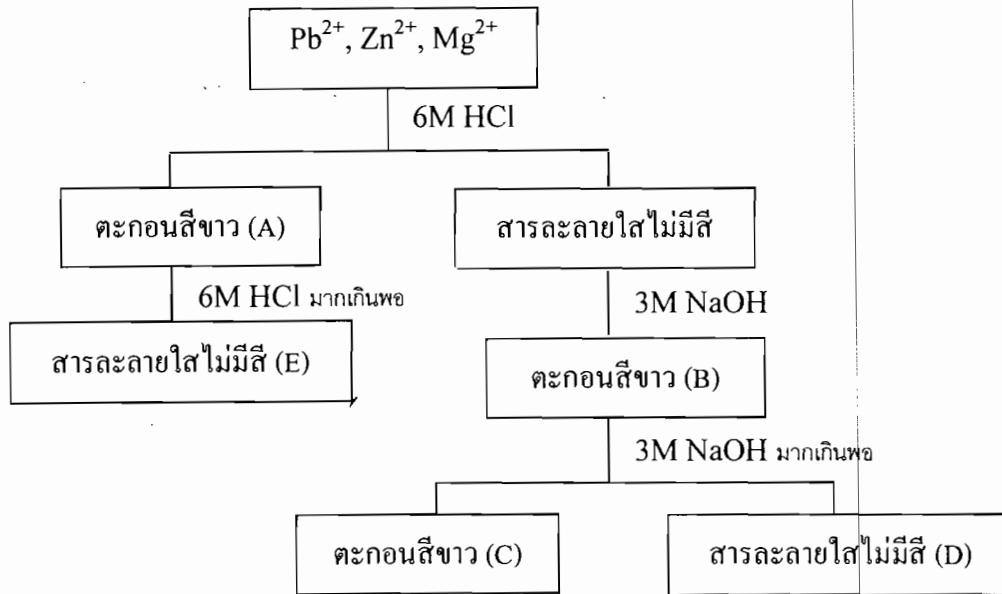 Pb²⁺, Zn²⁺, Mg²⁺
6M HCl
ตะกอนสีขาว (A)
สารละลายใสไม่มีสี
6M HCl มากเกินพอ
3M NaOH
สารละลายใสไม่มีสี (E)
ตะกอนสีขาว (B)
3M NaOH มากเกินพอ
ตะกอนสีขาว (C)
สารละลายใสไม่มีสี (D)